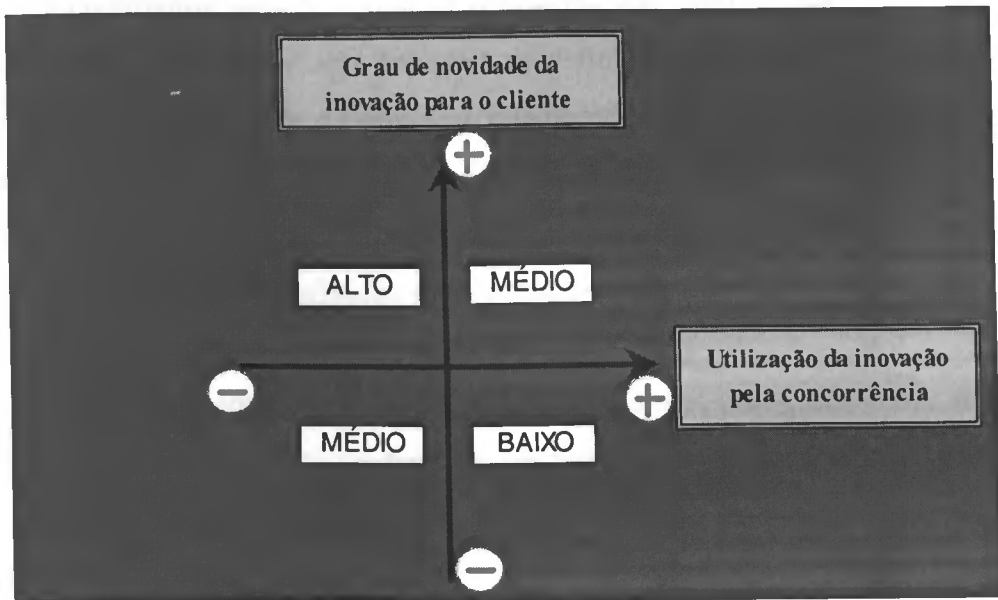 Grau de novidade da
inovação para o cliente
+
ALTO
MÉDIO
Utilização da inovação
pela concorrência
−
+
MÉDIO
BAIXO
−